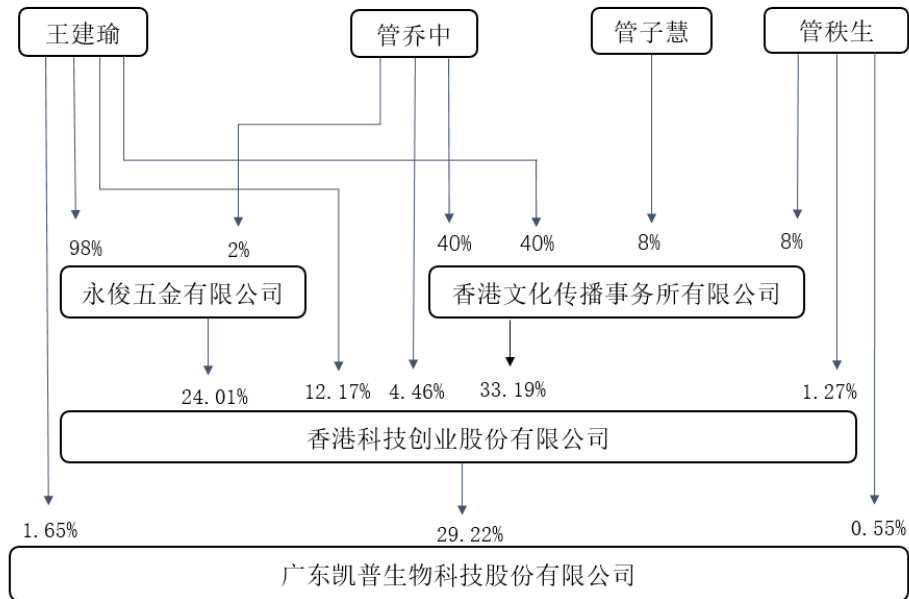 王建瑜 管乔中 管子慧 管秩生
98% 2% 40% 40% 8% 8%
永俊五金有限公司 香港文化传播事务所有限公司
24.01% 12.17% 4.46% 33.19% 1.27%
香港科技创业股份有限公司
1.65% 29.22% 0.55%
广东凯普生物科技股份有限公司